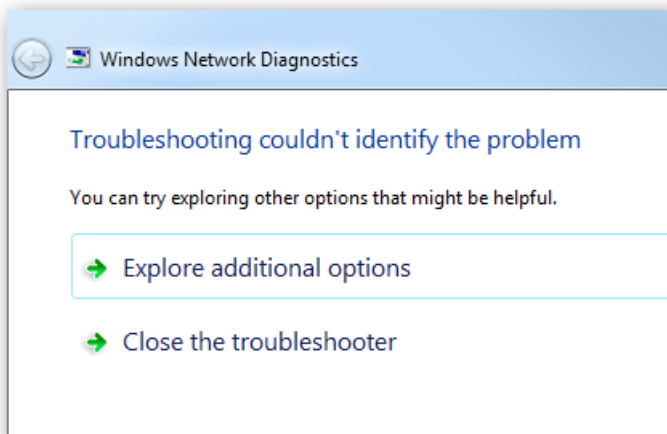 Windows Network Diagnostics
Troubleshooting couldn't identify the problem
You can try exploring other options that might be helpful.
Explore additional options
Close the troubleshooter